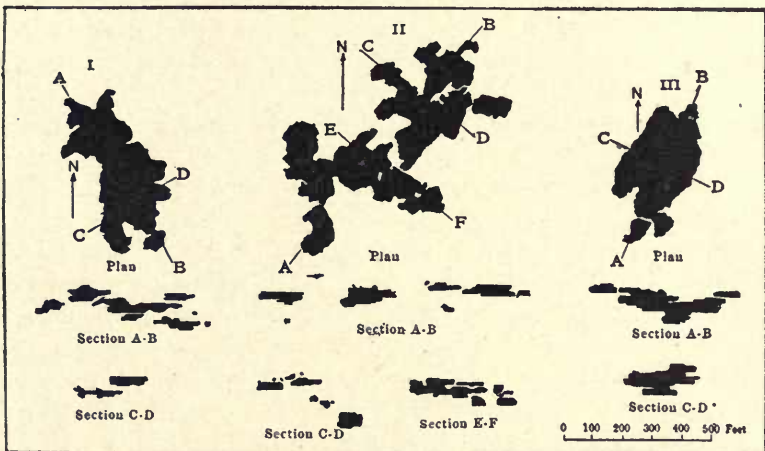 I
A
N
D
C
B
Plan
Section A-B
Section C-D
II
B
C
N
E
D
F
A
Plan
Section A-B
Section C-D
Section E-F
III
B
N
C
D
A
Plan
Section A-B
Section C-D
0 100 200 300 400 500 Feet